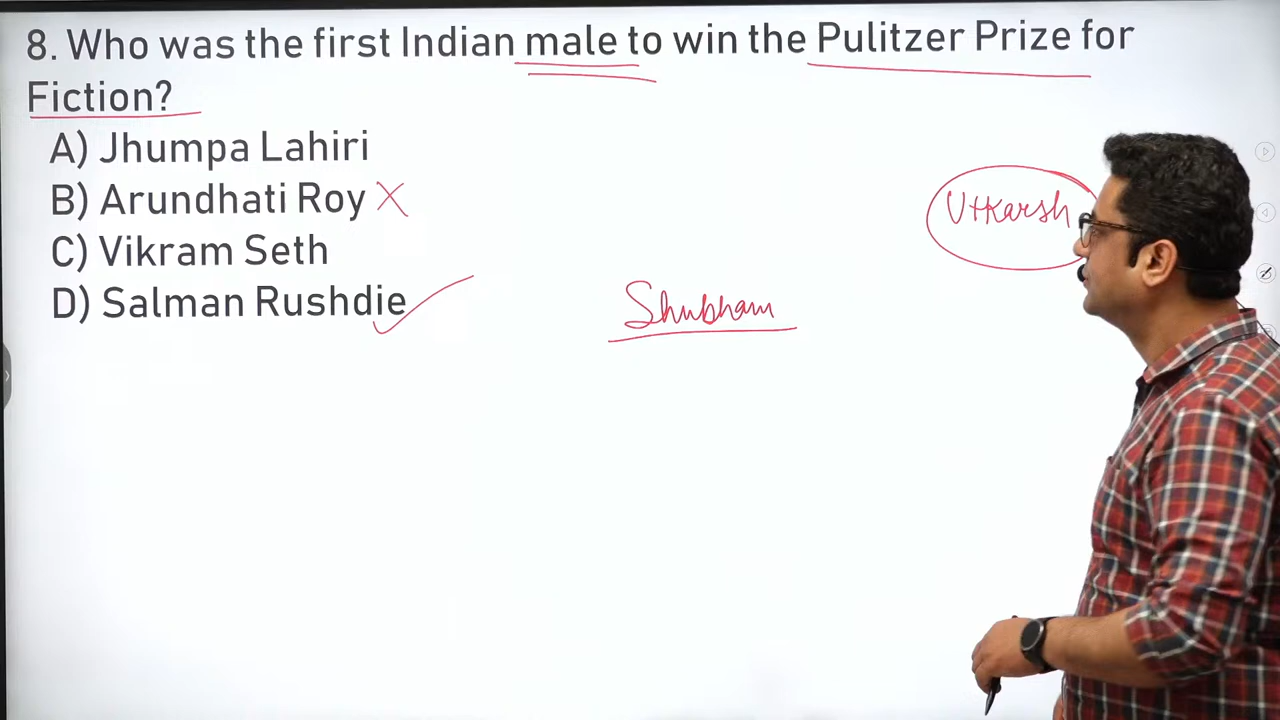 8. Who was the first Indian male to win the Pulitzer Prize for
Fiction?
A) Jhumpa Lahiri
B) Arundhati Roy X
C) Vikram Seth
D) Salman Rushdie
Utkarsh
Shubham